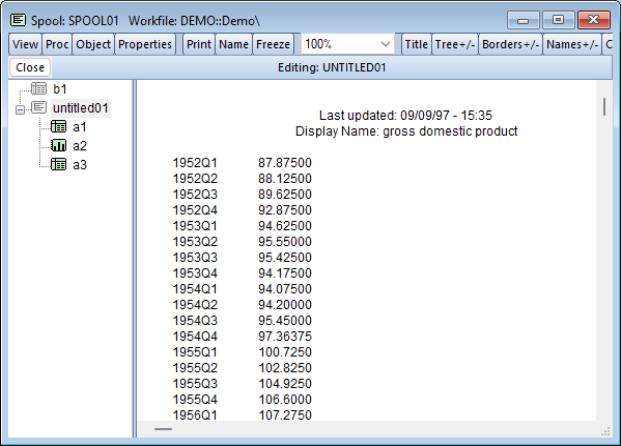 Spool: SPOOL01 Workfile: DEMO::Demo\
View Proc Object Properties Print Name Freeze 100% Title Tree+/- Borders+/- Names+/- C
Close Editing: UNTITLED01
b1
untitled01
a1
a2
a3
Last updated: 09/09/97 - 15:35
Display Name: gross domestic product
1952Q1 87.87500
1952Q2 88.12500
1952Q3 89.62500
1952Q4 92.87500
1953Q1 94.62500
1953Q2 95.55000
1953Q3 95.42500
1953Q4 94.17500
1954Q1 94.07500
1954Q2 94.20000
1954Q3 95.45000
1954Q4 97.36375
1955Q1 100.7250
1955Q2 102.8250
1955Q3 104.9250
1955Q4 106.6000
1956Q1 107.2750